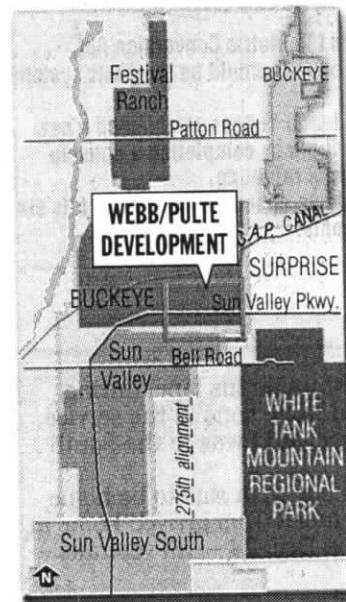 Festival
Ranch
BUCKEYE
Patton Road
WEBB/PULTE
DEVELOPMENT
C.A.P. CANAL
SURPRISE
BUCKEYE
Sun Valley Pkwy.
Sun
Valley
Bell Road
275th alignment
WHITE
TANK
MOUNTAIN
REGIONAL
PARK
Sun Valley South
N